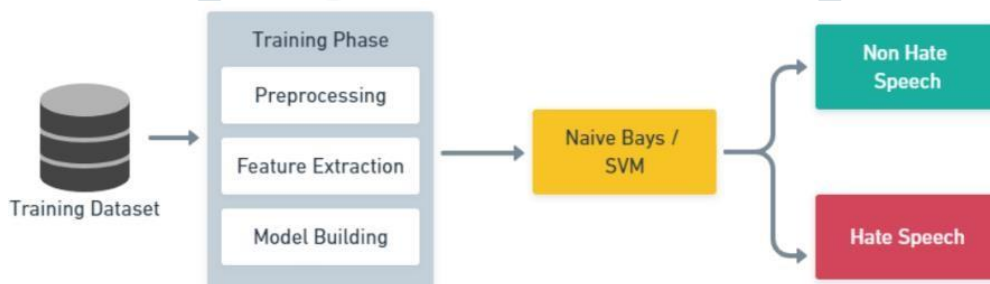 Training Dataset
Training Phase
Preprocessing
Feature Extraction
Model Building
Naive Bays /
SVM
Non Hate
Speech
Hate Speech